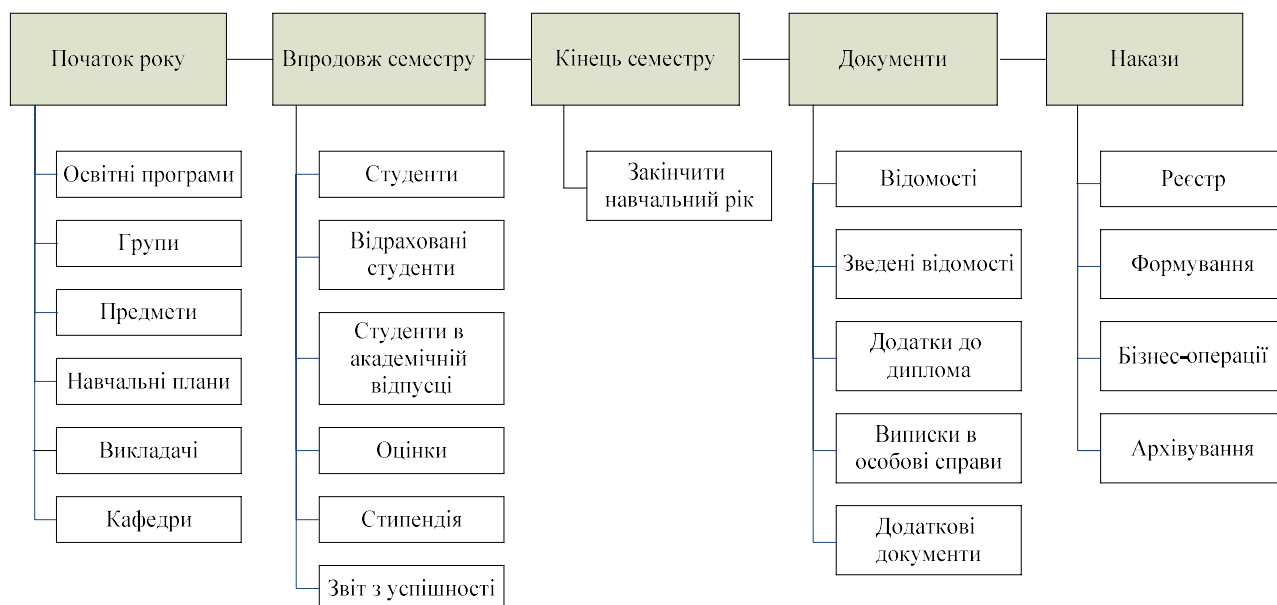 Початок року
Впродовж семестру
Кінець семестру
Документи
Накази
Освітні програми
Групи
Предмети
Навчальні плани
Викладачі
Кафедри
Студенти
Відраховані
студенти
Студенти в
академічній
відпусці
Оцінки
Стипендія
Звіт з успішності
Закінчити
навчальний рік
Відомості
Зведені відомості
Додатки до
диплома
Виписки в
особові справи
Додаткові
документи
Реєстр
Формування
Бізнес-операції
Архівування